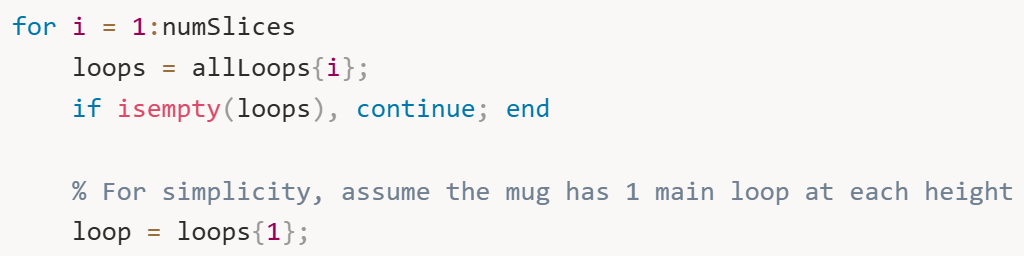 for i = 1:numSlices
    loops = allLoops{i};
    if isempty(loops), continue; end
    % For simplicity, assume the mug has 1 main loop at each height
    loop = loops{1};